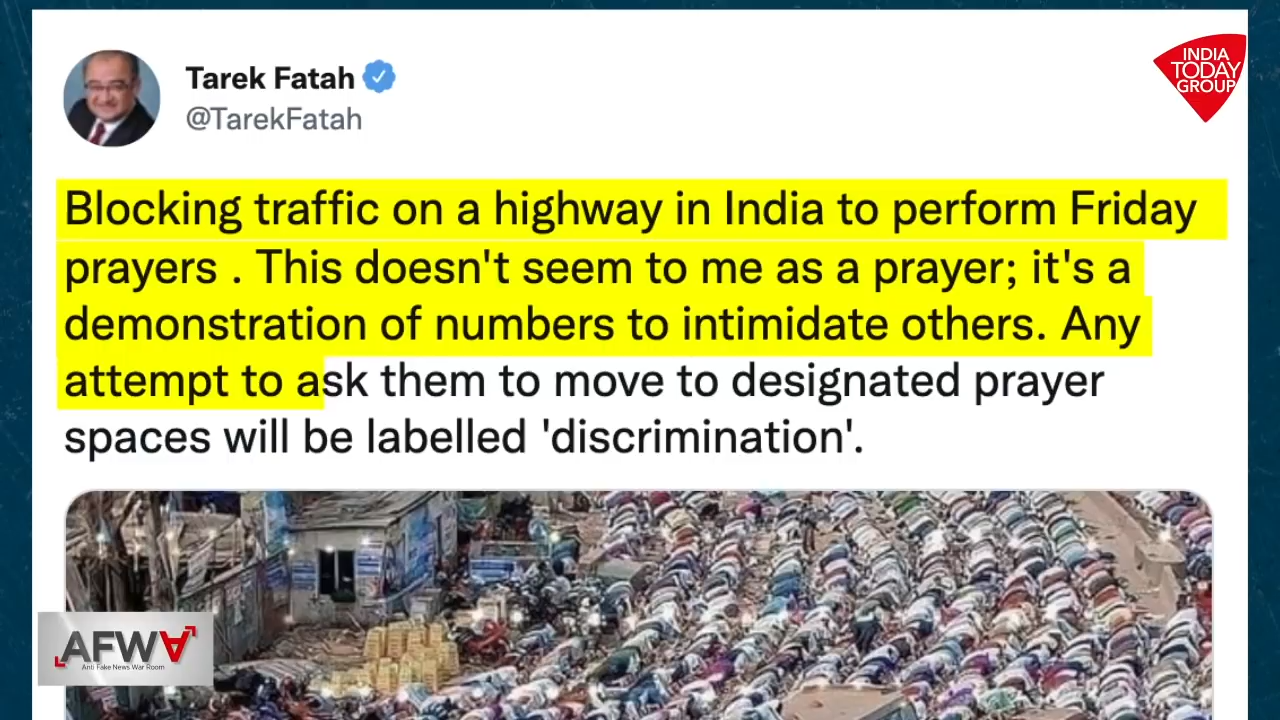 Tarek Fatah
@TarekFatah
INDIA
TODAY
GROUP
Blocking traffic on a highway in India to perform Friday
prayers . This doesn't seem to me as a prayer; it's a
demonstration of numbers to intimidate others. Any
attempt to ask them to move to designated prayer
spaces will be labelled 'discrimination'.
AFWA
Anti Fake News War Room